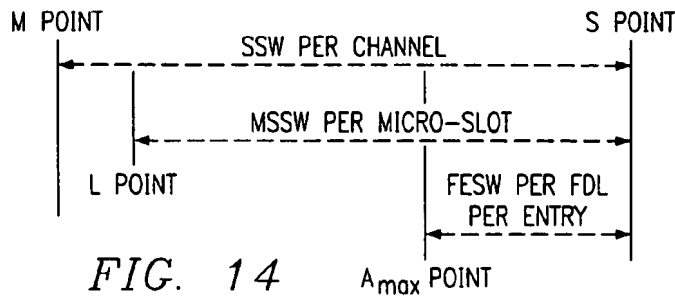 M POINT
S POINT
SSW PER CHANNEL
MSSW PER MICRO-SLOT
L POINT
FESW PER FDL
PER ENTRY
FIG. 14
Amax POINT